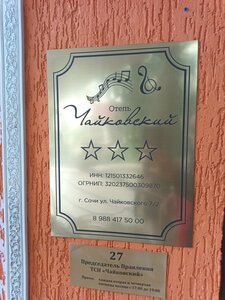 Отель
Чайковский
ИНН: 121501332646
ОГРНИП: 320237500309870
г. Сочи ул. Чайковского 7/2
8 988 417 50 00
27
Председатель Правления
ТСН «Чайковский»